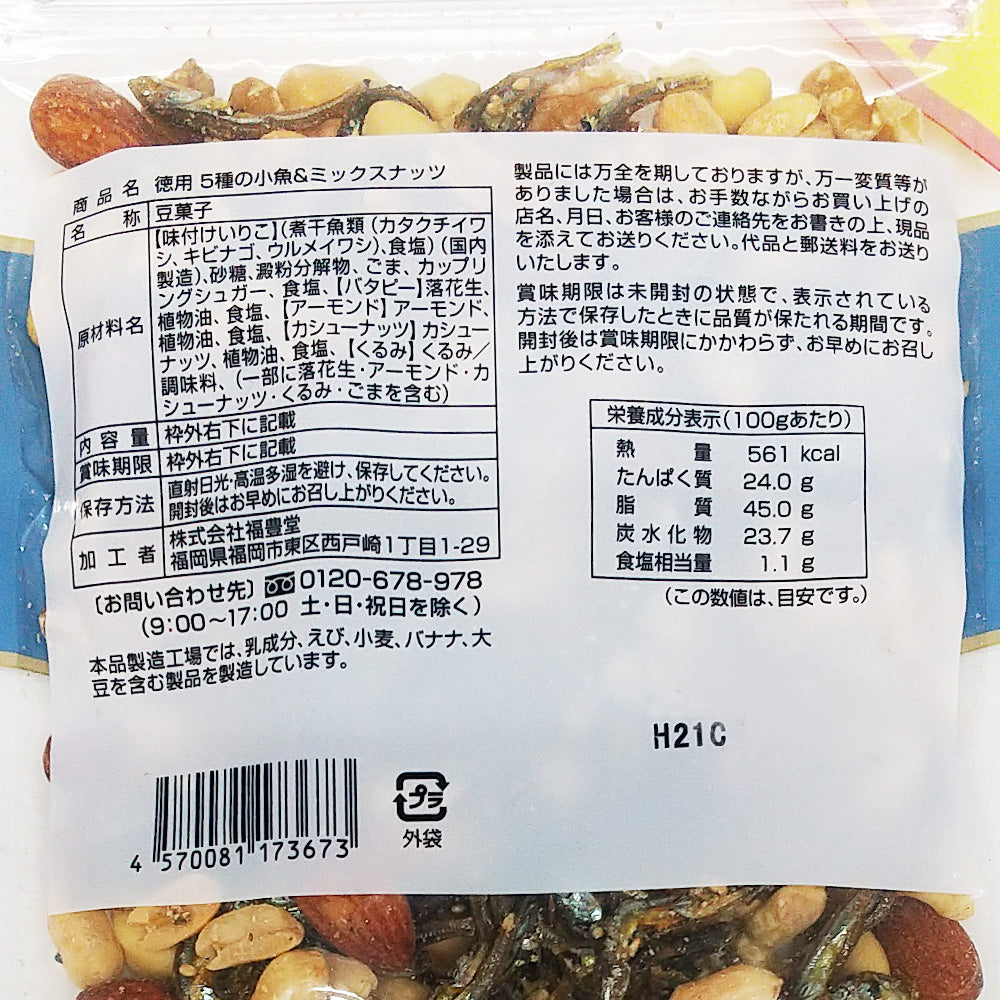 商品名 徳用 5種の小魚&ミックスナッツ
名称 豆菓子
原材料名 【味付けいりこ】(煮干魚類(カタクチイワ
シ、キビナゴ、ウルメイワシ)、食塩)(国内
製造)、砂糖、澱粉分解物、ごま、カップリ
ングシュガー、食塩、【バタピー】落花生、
植物油、食塩、【アーモンド】アーモンド、
植物油、食塩、【カシューナッツ】カシュー
ナッツ、植物油、食塩、【くるみ】くるみ/
調味料、(一部に落花生・アーモンド・カ
シューナッツ・くるみ・ごまを含む)
内容量 枠外右下に記載
賞味期限 枠外右下に記載
保存方法 直射日光・高温多湿を避け、保存してください。
開封後はお早めにお召し上がりください。
加工者 株式会社福豊堂
福岡県福岡市東区西戸崎1丁目1-29
〔お問い合わせ先〕 0120-678-978
(9:00~17:00 土・日・祝日を除く)
本品製造工場では、乳成分、えび、小麦、バナナ、大
豆を含む製品を製造しています。
4 570081 173673
プラ
外袋
製品には万全を期しておりますが、万一変質等が
ありました場合は、お手数ながらお買い上げの
店名、月日、お客様のご連絡先をお書きの上、現品
を添えてお送りください。代品と郵送料をお送り
いたします。
賞味期限は未開封の状態で、表示されている
方法で保存したときに品質が保たれる期間です。
開封後は賞味期限にかかわらず、お早めにお召し
上がりください。
栄養成分表示(100gあたり)
熱量 561 kcal
たんぱく質 24.0 g
脂質 45.0 g
炭水化物 23.7 g
食塩相当量 1.1 g
(この数値は、目安です。)
H21C